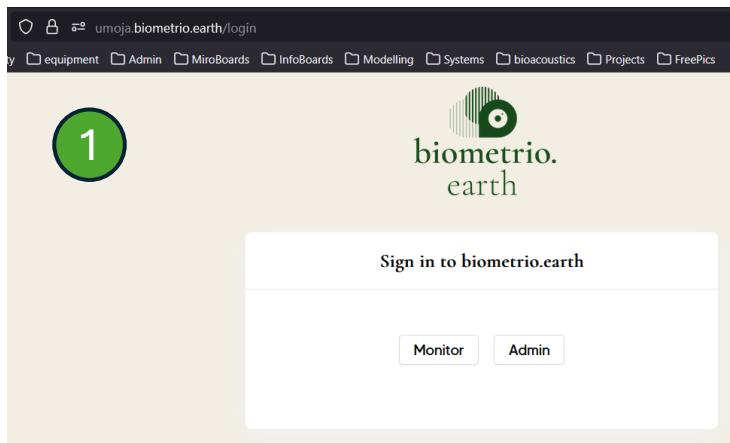 umoja.biometrio.earth/login
ty equipment Admin MiroBoards InfoBoards Modelling Systems bioacoustics Projects FreePics
1
biometrio.
earth
Sign in to biometrio.earth
Monitor Admin